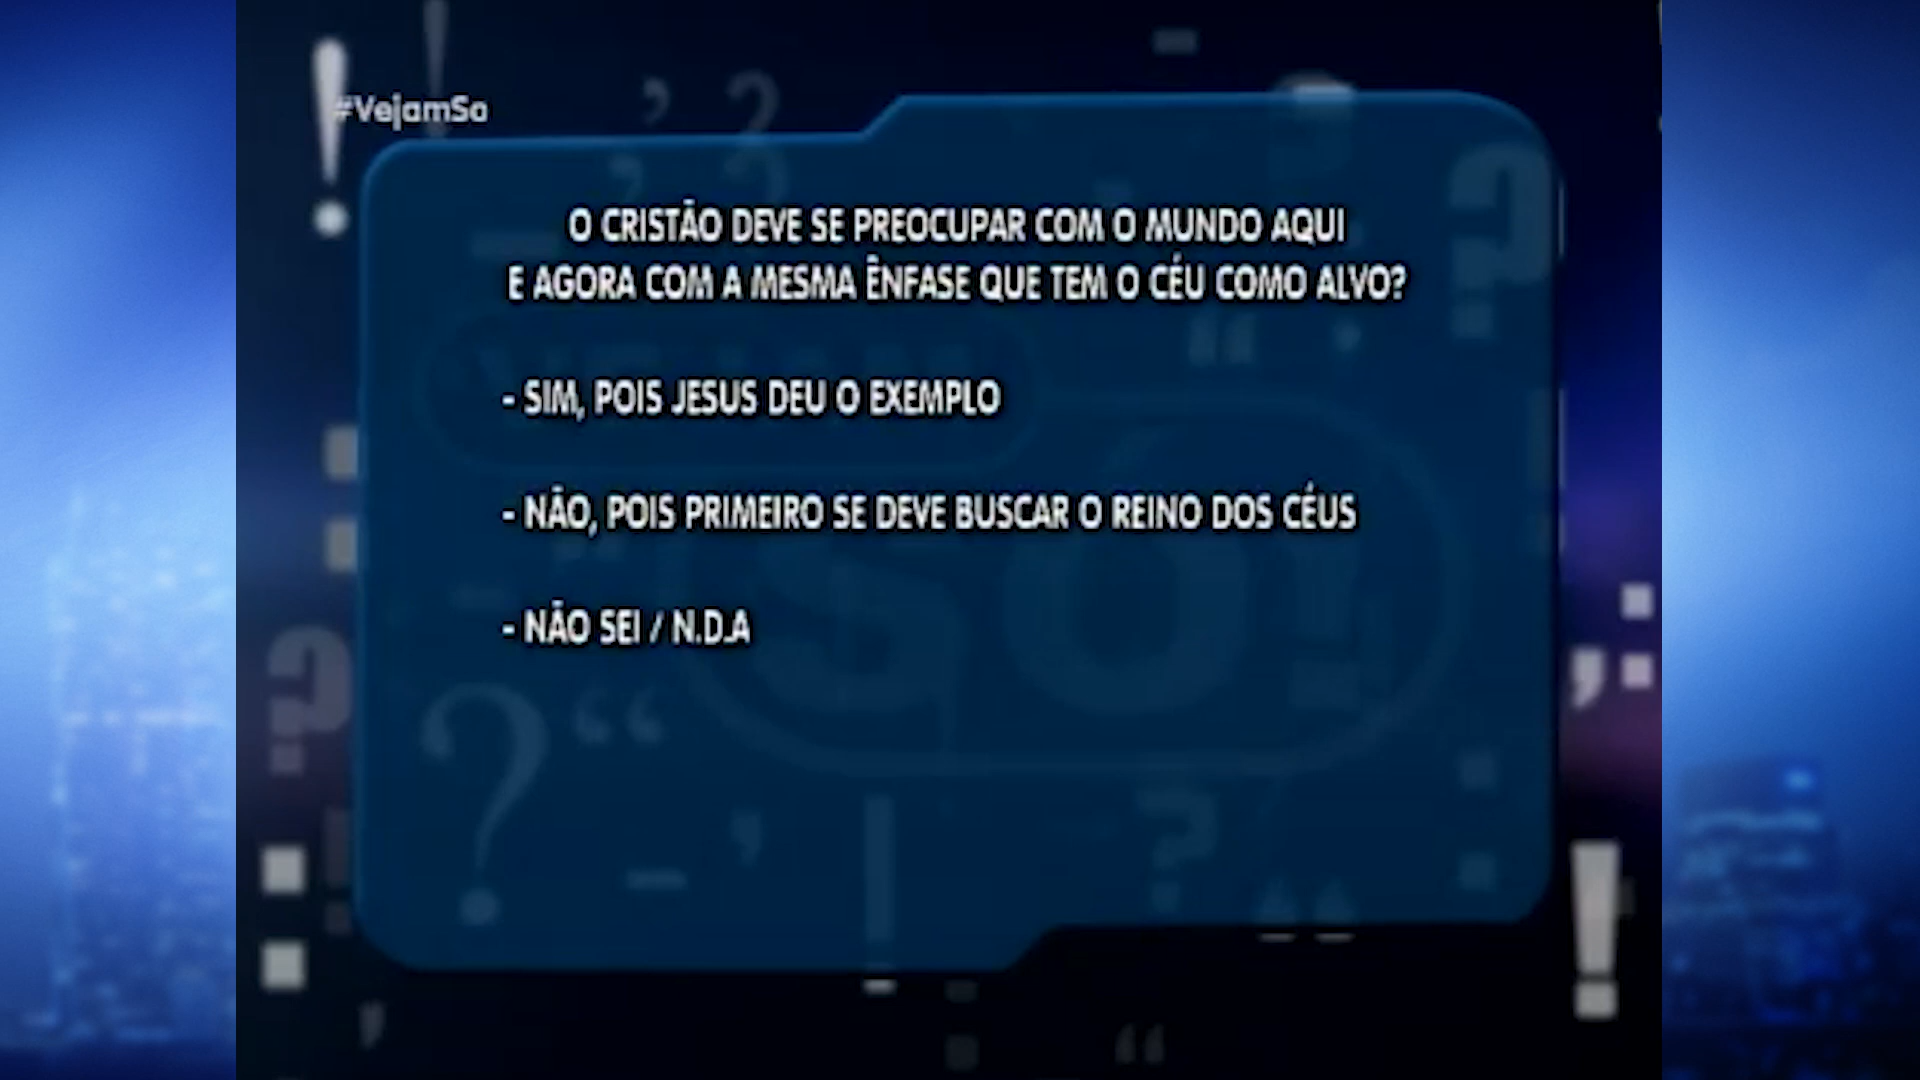 #VejamSo
O CRISTÃO DEVE SE PREOCUPAR COM O MUNDO AQUI
E AGORA COM A MESMA ÊNFASE QUE TEM O CÉU COMO ALVO?
- SIM, POIS JESUS DEU O EXEMPLO
- NÃO, POIS PRIMEIRO SE DEVE BUSCAR O REINO DOS CÉUS
- NÃO SEI / N.D.A